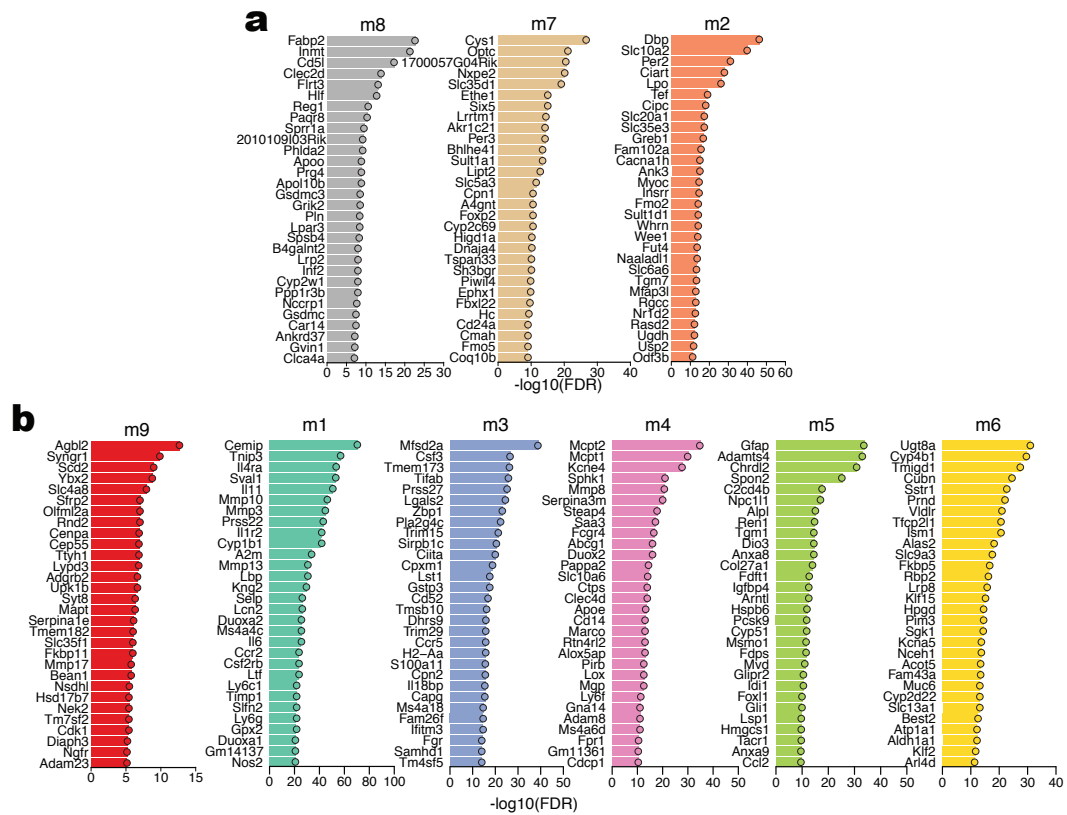 a
m8
Fabp2
Inmt
Cd5l
Clec2d
Flrt3
Hlf
Reg1
Paqr8
Sprr1a
2010109I03Rik
Phlda2
Apoo
Prg4
Apol10b
Gsdmc3
Grik2
Pln
Lpar3
Spsb4
B4galnt2
Lrp2
Inf2
Cyp2w1
Ppp1r3b
Nccrp1
Gsdmc
Car14
Ankrd37
Gvin1
Clca4a
0 5 10 15 20 25 30
m7
Cys1
Optc
1700057G04Rik
Nxpe2
Slc35d1
Ethe1
Six5
Lrrtm1
Akr1c21
Per3
Bhlhe41
Sult1a1
Lipt2
Slc5a3
Cpn1
A4gnt
Foxp2
Cyp2c69
Higd1a
Dnaja4
Tspan33
Sh3bgr
Piwil4
Ephx1
Fbxl22
Hc
Cd24a
Cmah
Fmo5
Coq10b
0 10 20 30 40
m2
Dbp
Slc10a2
Per2
Ciart
Lpo
Tef
Cipc
Slc20a1
Slc35e3
Greb1
Fam102a
Cacna1h
Ank3
Myoc
Insrr
Fmo2
Sult1d1
Whrn
Wee1
Fut4
Naaladl1
Slc6a6
Tgm7
Mfap3l
Rgcc
Nr1d2
Rasd2
Ugdh
Usp2
Odf3b
0 10 20 30 40 50 60
-log10(FDR)
b
m9
Agbl2
Syngr1
Scd2
Ybx2
Slc4a8
Sfrp2
Olfml2a
Rnd2
Cenpa
Cep55
Ttyh1
Lypd3
Adgrb2
Upk1b
Syt8
Mapt
Serpina1e
Tmem182
Slc35f1
Fkbp1
Mmp17
Bean1
Nsdhl
Hsd17b7
Nek2
Tm7sf2
Cdk1
Diaph3
Ngfr
Adam23
0 5 10 15
m1
Cemip
Tnip3
Il4ra
Sval1
Il11
Mmp10
Mmp3
Prss22
Il1r2
Cyp1b1
A2m
Mmp13
Lbp
Kng2
Selp
Lcn2
Duoxa2
Ms4a4c
Il6
Ccr2
Csf2rb
Ltf
Ly6c1
Timp1
Slfn2
Ly6g
Gpx2
Duoxa1
Gm14137
Nos2
0 20 40 60 80 100
m3
Mfsd2a
Csf3
Tmem173
Tifab
Prss27
Lgals2
Zbp1
Pla2g4c
Trim15
Sirpb1c
Ciita
Cpxm1
Lst1
Gstp3
Cd52
Tmsb10
Dhrs9
Trim29
Ccr5
H2−Aa
S100a11
Cpn2
Il18bp
Capg
Ms4a18
Fam26f
Ifitm3
Fgr
Samhd1
Tm4sf5
0 10 20 30 40 50
m4
Mcpt2
Mcpt1
Kcne4
Sphk1
Mmp8
Serpina3m
Steap4
Saa3
Fcgr4
Abcg1
Duox2
Pappa2
Slc10a6
Ctps
Clec4d
Apoe
Cd14
Marco
Rtn4rl2
Alox5ap
Pirb
Lox
Mgp
Ly6f
Gna14
Adam8
Ms4a6d
Fpr1
Gm11361
Cdcp1
0 10 20 30 40 50
m5
Gfap
Adamts4
Chrdl2
Spon2
C2cd4b
Npc1l1
Alpl
Ren1
Tgm1
Dio3
Anxa8
Col27a1
Fdft1
Igfbp4
Arntl
Hspb6
Pcsk9
Cyp51
Msmo1
Fdps
Mvd
Glipr2
Idi1
Foxl1
Gli1
Lsp1
Hmgcs1
Tacr1
Anxa9
Ccl2
0 10 20 30 40 50
m6
Ugt8a
Cyp4b1
Tmigd1
Cubn
Sstr1
Prnd
Vldlr
Tfcp2l1
Ism1
Alas2
Slc9a3
Fkbp5
Rbp2
Lrp8
Klf15
Hpgd
Pim3
Sgk1
Kcna5
Nceh1
Acot5
Fam43a
Muc6
Cyp2d22
Slc13a1
Best2
Atp1a1
Aldh1a1
Klf2
Arl4d
0 10 20 30 40
-log10(FDR)